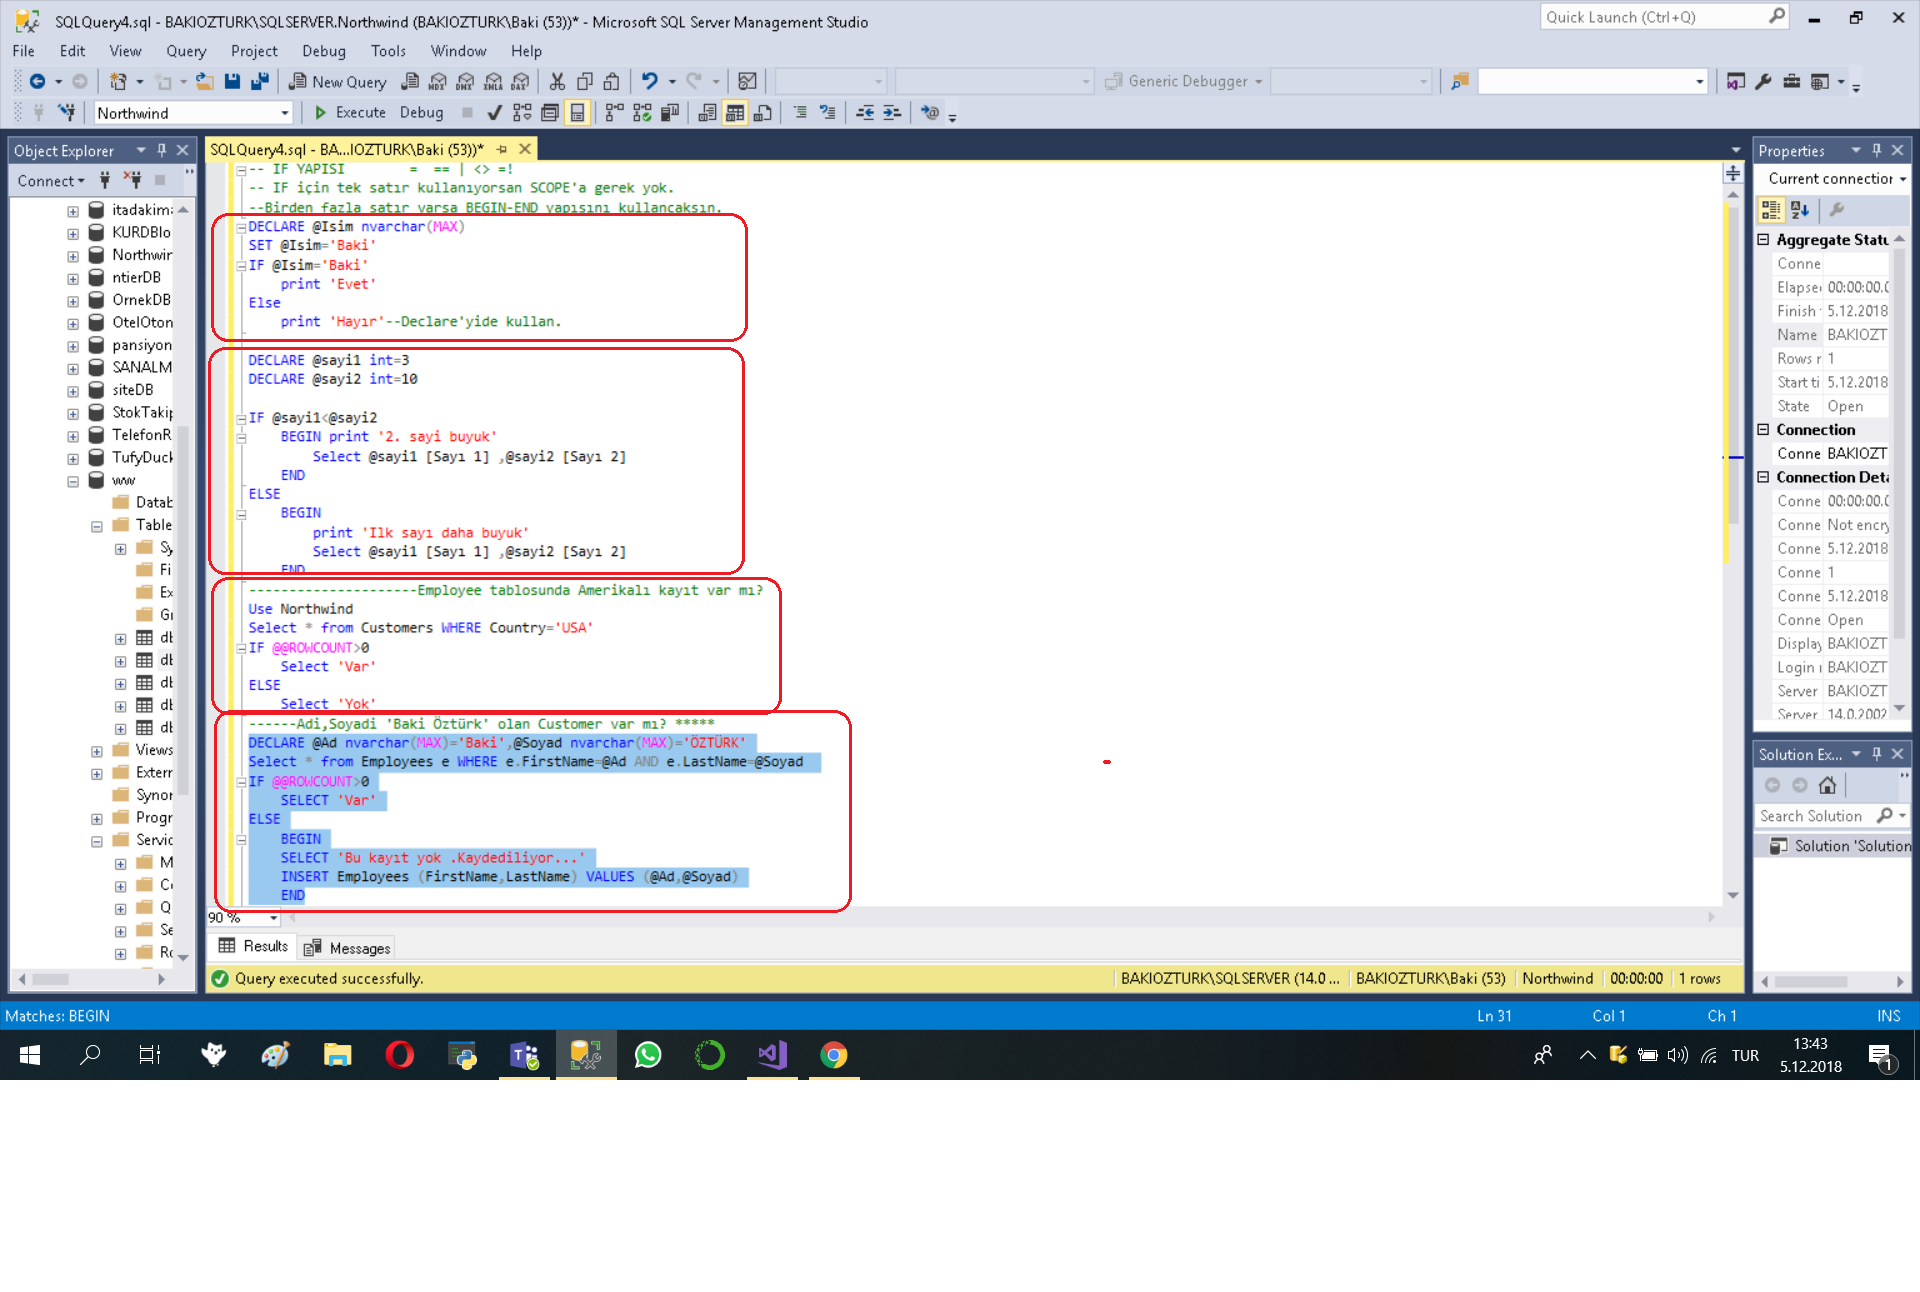 SQLQuery4.sql - BAKIOZTURK\SQLSERVER.Northwind (BAKIOZTURK\Baki (53))* - Microsoft SQL Server Management Studio
Quick Launch (Ctrl+Q)
File Edit View Query Project Debug Tools Window Help
New Query
Generic Debugger
Northwind
Execute Debug
Object Explorer
Connect
itadakima
KURDBlo
Northwin
ntierDB
OrnekDB
OtelOton
pansiyon
SANALM
siteDB
StokTakip
TelefonR
TufyDuck
ww
Datab
Table
Sy
Fi
Ex
Gr
db
db
db
db
db
Views
Extern
Synor
Progr
Servic
M
Q
Se
Ro
SQLQuery4.sql - BA...IOZTURK\Baki (53))*
-- IF YAPISI = == | <> =!
-- IF için tek satır kullanıyorsan SCOPE'a gerek yok.
--Birden fazla satır varsa BEGIN-END yapısını kullancaksın.
DECLARE @Isim nvarchar(MAX)
SET @Isim='Baki'
IF @Isim='Baki'
print 'Evet'
Else
print 'Hayır'--Declare'yide kullan.
DECLARE @sayi1 int=3
DECLARE @sayi2 int=10
IF @sayi1<@sayi2
BEGIN print '2. sayi buyuk'
Select @sayi1 [Sayı 1] ,@sayi2 [Sayı 2]
END
ELSE
BEGIN
print 'Ilk sayı daha buyuk'
Select @sayi1 [Sayı 1] ,@sayi2 [Sayı 2]
END
---------------------Employee tablosunda Amerikalı kayıt var mı?
Use Northwind
Select * from Customers WHERE Country='USA'
IF @@ROWCOUNT>0
Select 'Var'
ELSE
Select 'Yok'
------Adi,Soyadi 'Baki Öztürk' olan Customer var mı? *****
DECLARE @Ad nvarchar(MAX)='Baki',@Soyad nvarchar(MAX)='ÖZTÜRK'
Select * from Employees e WHERE e.FirstName=@Ad AND e.LastName=@Soyad
IF @@ROWCOUNT>0
SELECT 'Var'
ELSE
BEGIN
SELECT 'Bu kayıt yok .Kaydediliyor...'
INSERT Employees (FirstName,LastName) VALUES (@Ad,@Soyad)
END
90 %
Results Messages
Query executed successfully.
BAKIOZTURK\SQLSERVER (14.0 ... BAKIOZTURK\Baki (53) Northwind 00:00:00 1 rows
Properties
Current connection
Aggregate Statu
Conne
Elapse 00:00:00.0
Finish 5.12.2018
Name BAKIOZT
Rows r 1
Start ti 5.12.2018
State Open
Connection
Conne BAKIOZT
Connection Deta
Conne 00:00:00.0
Conne Not encry
Conne 5.12.2018
Conne 1
Conne 5.12.2018
Conne Open
Display BAKIOZT
Login BAKIOZT
Server BAKIOZT
Server 14.0.2002
Solution Ex...
Search Solution
Solution 'Solution
Matches: BEGIN
Ln 31 Col 1 Ch 1 INS
TUR
13:43
5.12.2018
1